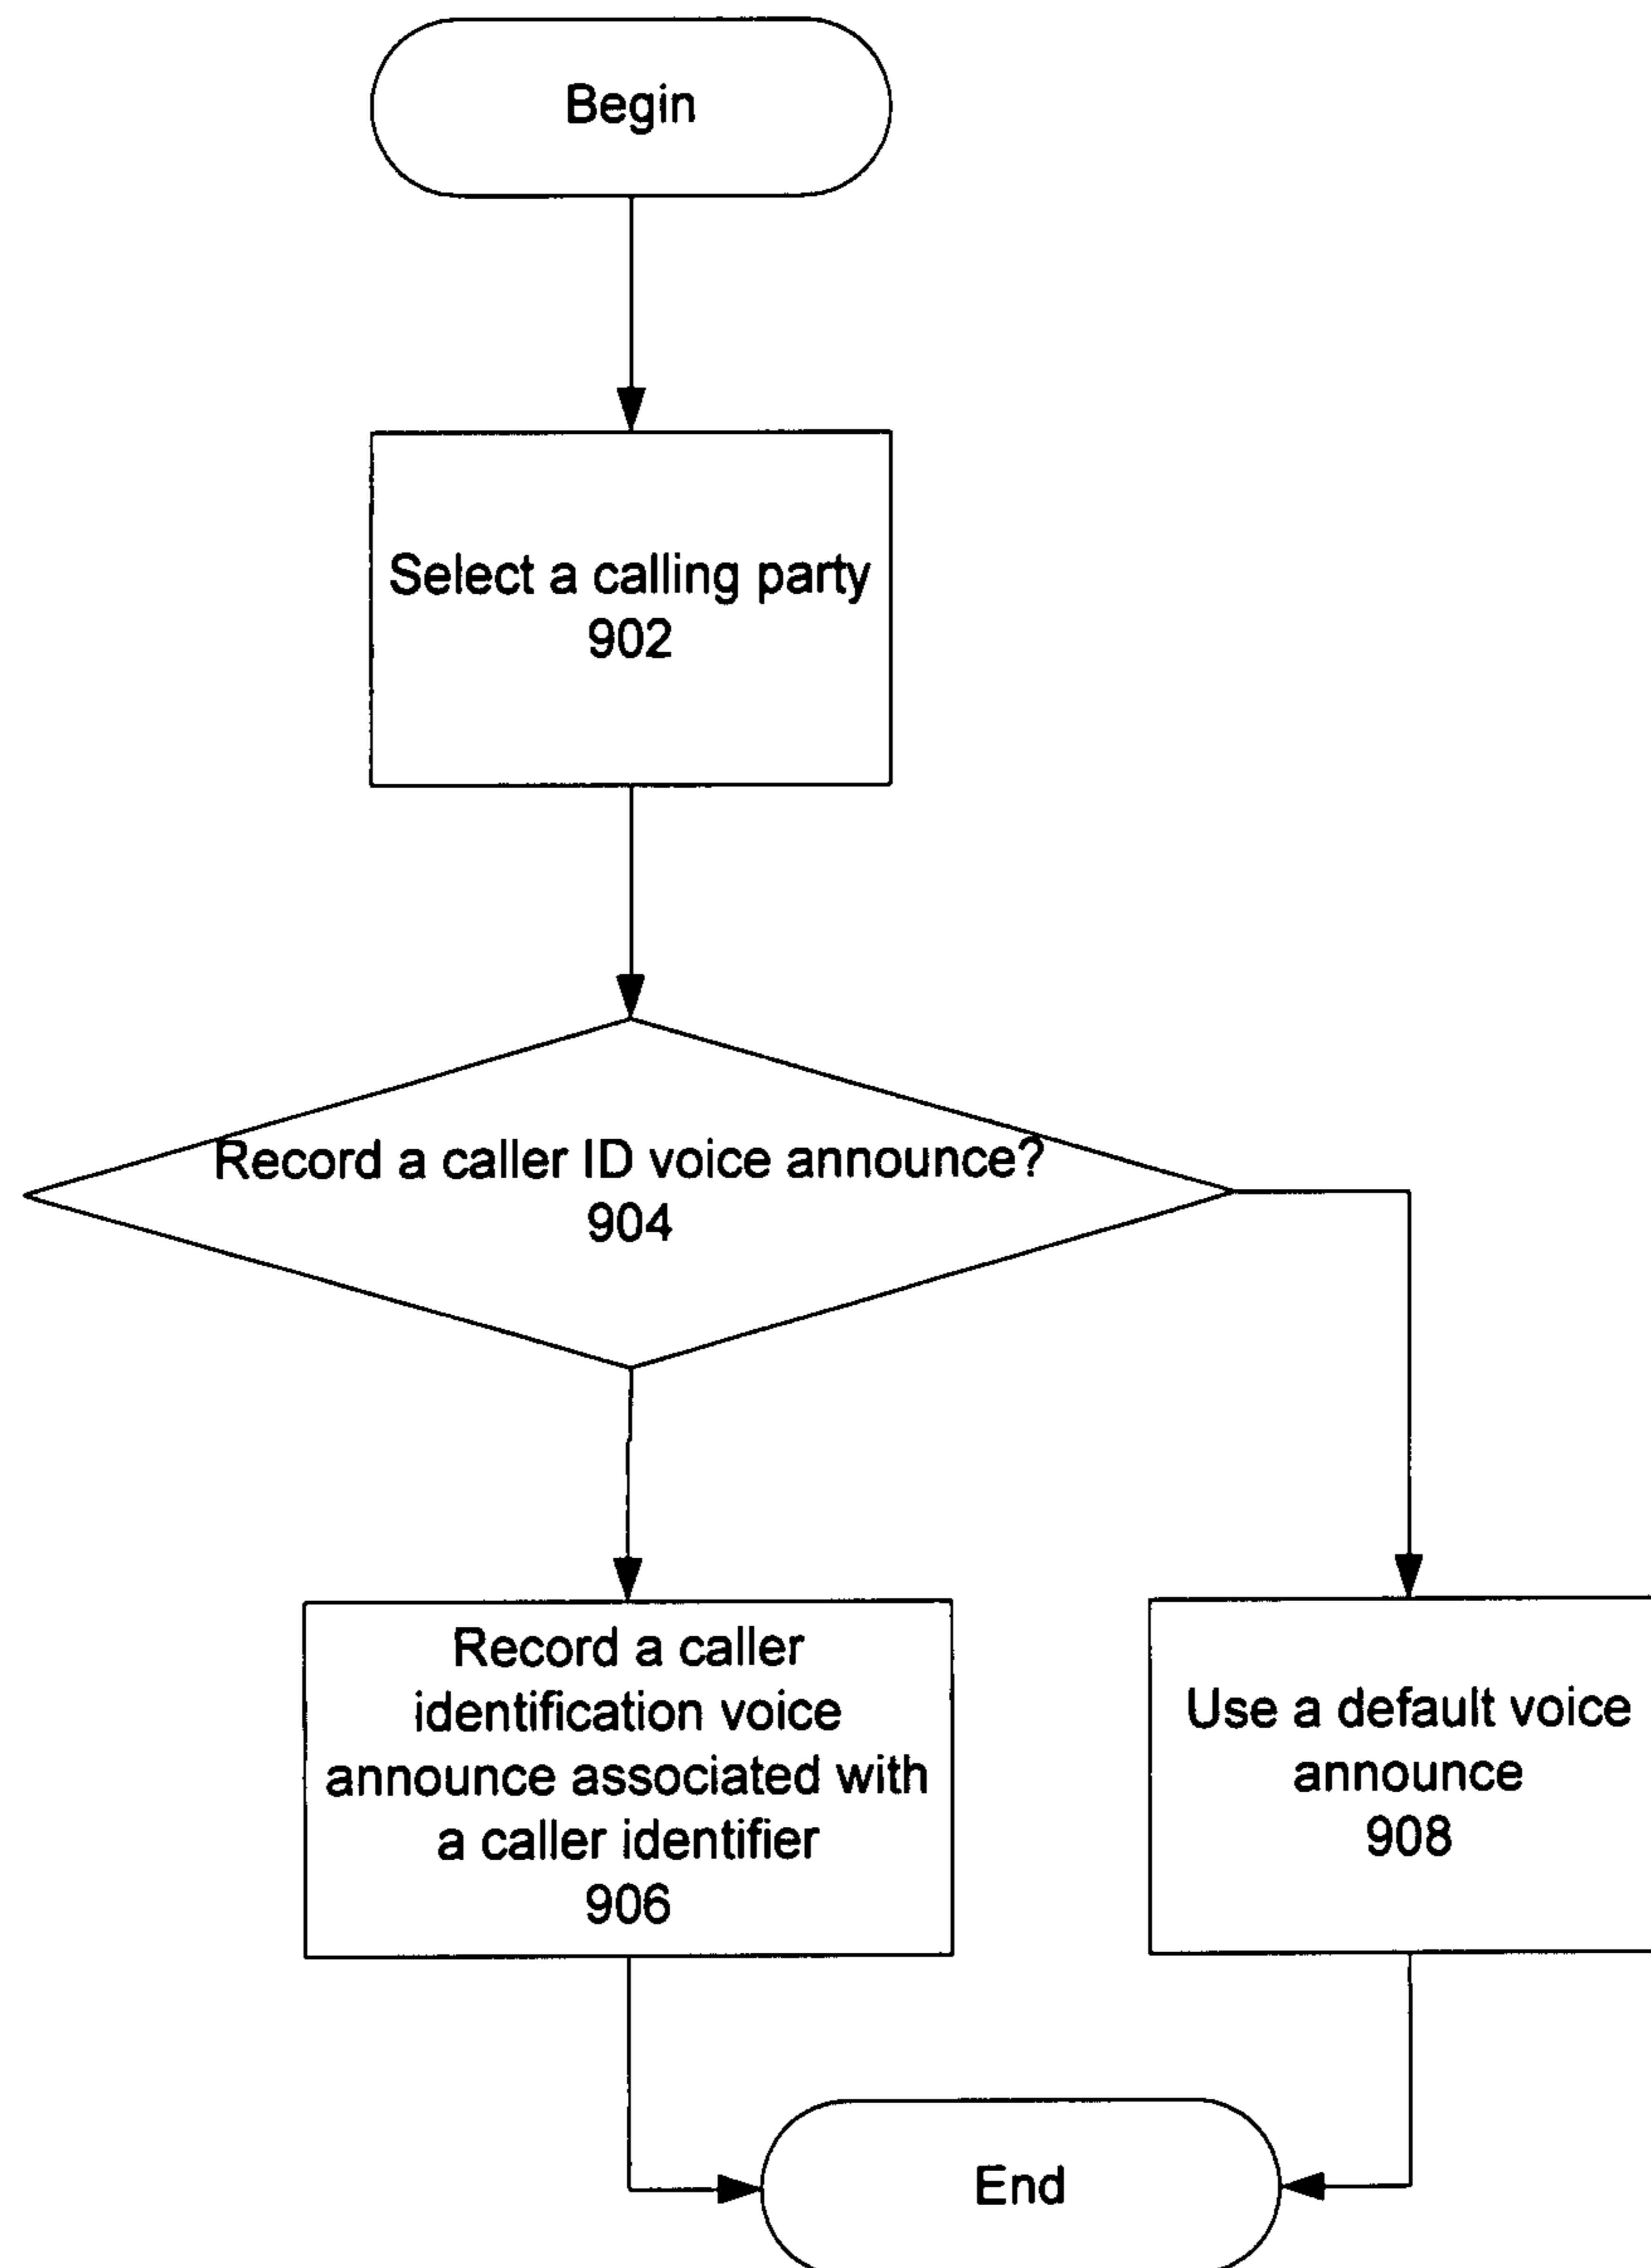 Begin
Select a calling party
902
Record a caller ID voice announce?
904
Record a caller
identification voice
announce associated with
a caller identifier
906
Use a default voice
announce
908
End